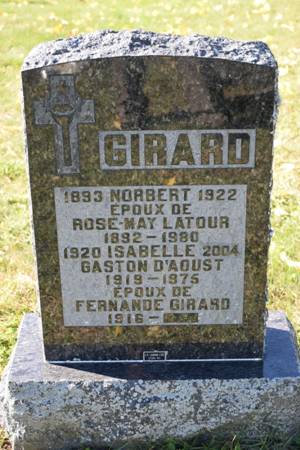 GIRARD
1893 NORBERT 1922
EPOUX DE
ROSE-MAY LATOUR
1892 - 1980
1920 ISABELLE 2004
GASTON D'AOUST
1919 - 1975
EPOUX DE
FERNANDE GIRARD
1916 -